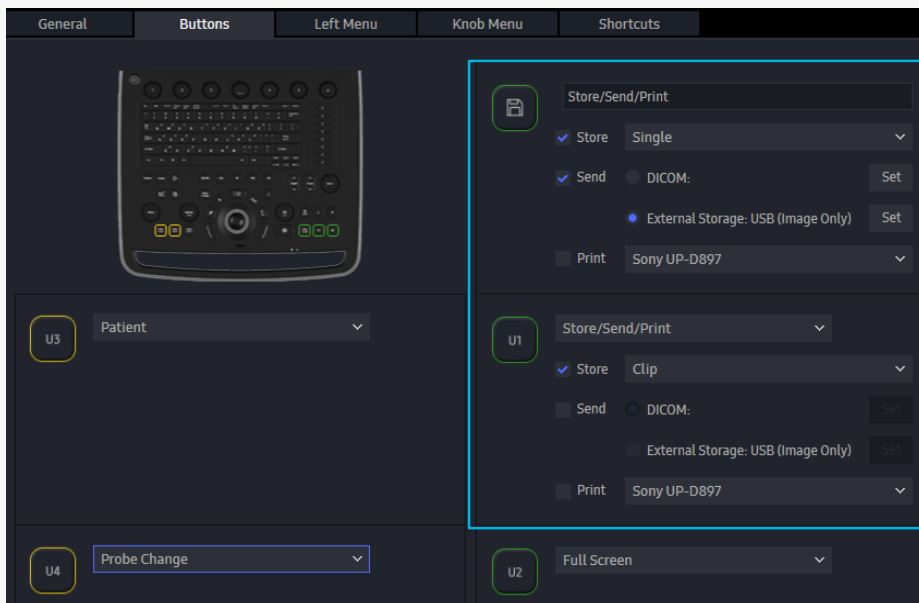 General Buttons Left Menu Knob Menu Shortcuts
Store/Send/Print
Store Single
Send DICOM: Set
External Storage: USB (Image Only) Set
Print Sony UP-D897
U3 Patient
U1 Store/Send/Print
Store Clip
Send DICOM: Set
External Storage: USB (Image Only) Set
Print Sony UP-D897
U4 Probe Change
U2 Full Screen